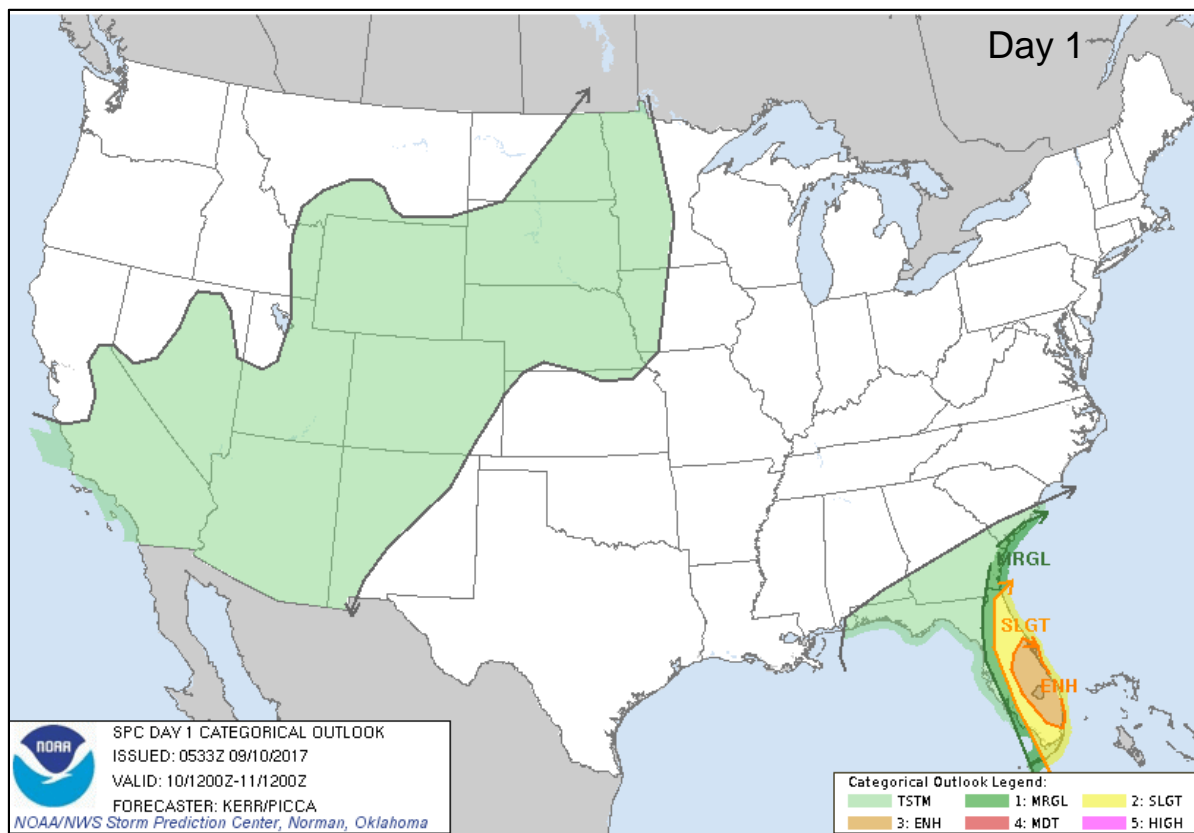 Day 1
MRGL
SLGT
ENH
NOAA
SPC DAY 1 CATEGORICAL OUTLOOK
ISSUED: 0533Z 09/10/2017
VALID: 10/1200Z-11/1200Z
FORECASTER: KERR/PICCA
NOAA/NWS Storm Prediction Center, Norman, Oklahoma
Categorical Outlook Legend:
TSTM 1: MRGL 2: SLGT
3: ENH 4: MDT 5: HIGH